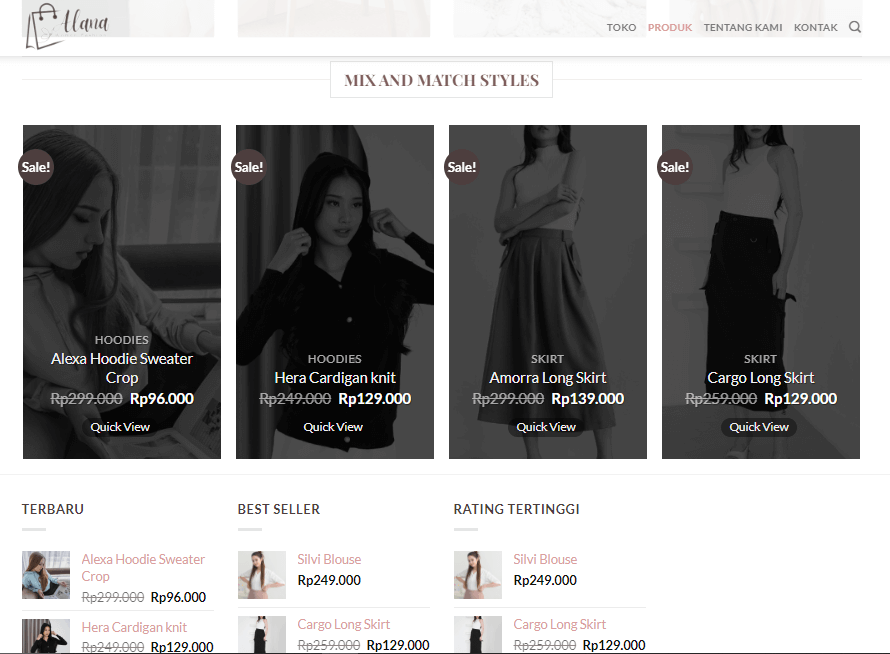 Alana
TOKO PRODUK TENTANG KAMI KONTAK
MIX AND MATCH STYLES
Sale!
HOODIES
Alexa Hoodie Sweater
Crop
Rp299.000 Rp96.000
Quick View
Sale!
HOODIES
Hera Cardigan knit
Rp249.000 Rp129.000
Quick View
Sale!
SKIRT
Amorra Long Skirt
Rp299.000 Rp139.000
Quick View
Sale!
SKIRT
Cargo Long Skirt
Rp259.000 Rp129.000
Quick View
TERBARU
Alexa Hoodie Sweater
Crop
Rp299.000 Rp96.000
Hera Cardigan knit
Rp249.000 Rp129.000
BEST SELLER
Silvi Blouse
Rp249.000
Cargo Long Skirt
Rp259.000 Rp129.000
RATING TERTINGGI
Silvi Blouse
Rp249.000
Cargo Long Skirt
Rp259.000 Rp129.000